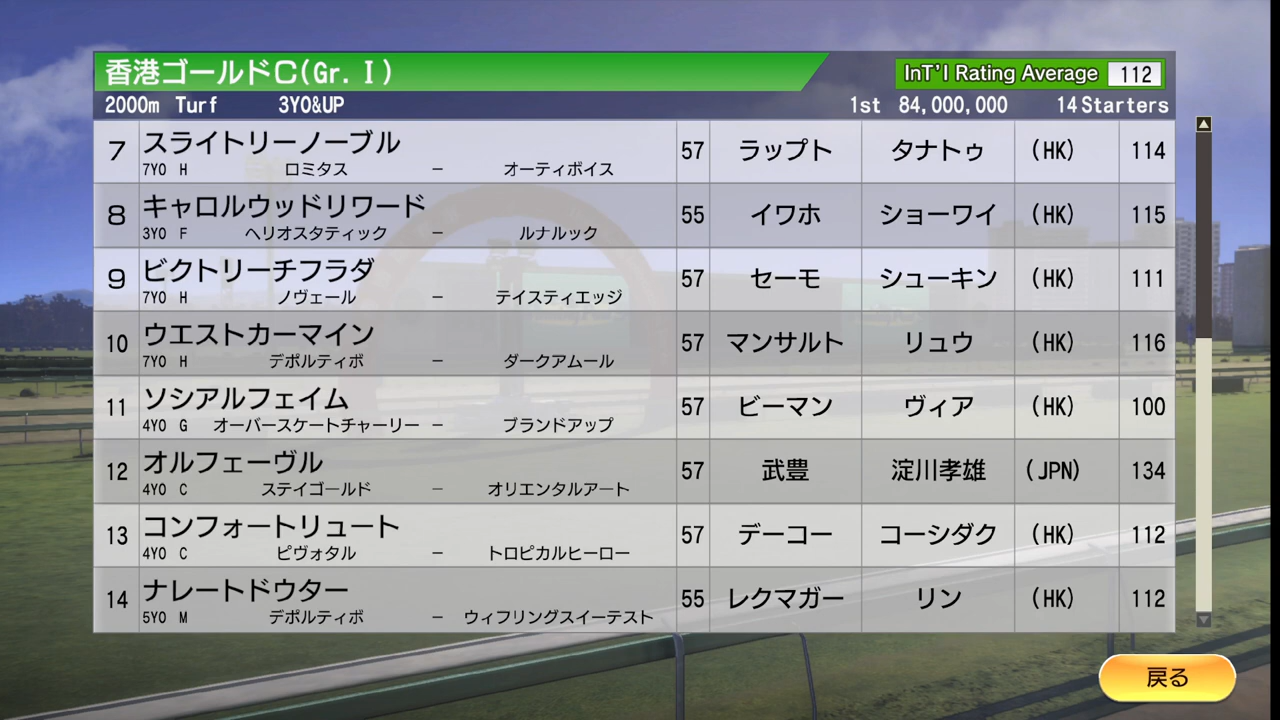 香港ゴールドC(Gr.Ⅰ) InT'l Rating Average 112
2000m Turf 3YO&UP 1st 84,000,000 14Starters
7 スライトリーノーブル 57 ラップト タナトゥ (HK) 114
7YO H ロミタス − オーティボイス
8 キャロルウッドリワード 55 イワホ ショーワイ (HK) 115
3YO F ヘリオスタティック − ルナルック
9 ビクトリーチフラダ 57 セーモ シューキン (HK) 111
7YO H ノヴェール − テイスティエッジ
10 ウエストカーマイン 57 マンサルト リュウ (HK) 116
7YO H デポルティボ − ダークアムール
11 ソシアルフェイム 57 ビーマン ヴィア (HK) 100
4YO G オーバースケートチャーリー − ブランドアップ
12 オルフェーヴル 57 武豊 淀川孝雄 (JPN) 134
4YO C ステイゴールド − オリエンタルアート
13 コンフォートリュート 57 デーコー コーシダク (HK) 112
4YO C ピヴォタル − トロピカルヒーロー
14 ナレートドウター 55 レクマガー リン (HK) 112
5YO M デポルティボ − ウィフリングスイーテスト
戻る